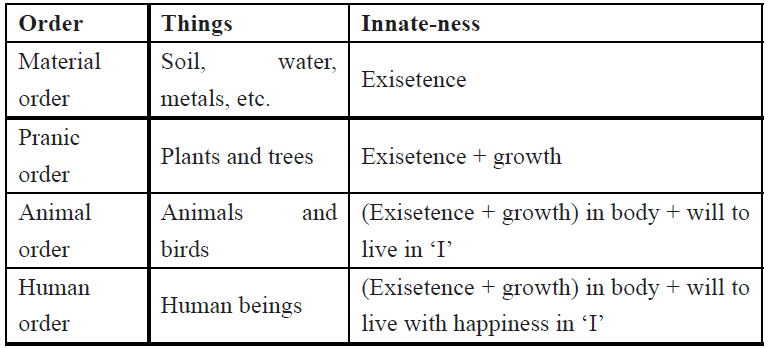 Order Things Innate-ness
Material order
Soil, water, metals, etc.
Exisetence
Pranic order
Plants and trees
Exisetence + growth
Animal order
Animals and birds
(Exisetence + growth) in body + will to
live in ‘I’
Human order
Human beings
(Exisetence + growth) in body + will to
live with happiness in ‘I’